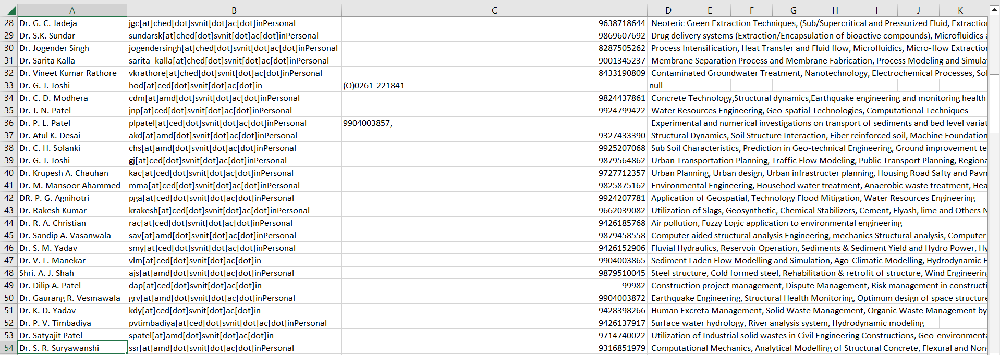 A B C D E F G H I J K
28 Dr. G. C. Jadeja jgc[at]ched[dot]svnit[dot]ac[dot]inPersonal 9638718644 Neoteric Green Extraction Techniques, (Sub/Supercritical and Pressurized Fluid, Extraction
29 Dr. S.K. Sundar sundarsk[at]ched[dot]svnit[dot]ac[dot]inPersonal 9869607692 Drug delivery systems (Extraction/Encapsulation of bioactive compounds), Microfluidics a
30 Dr. Jogender Singh jogendersingh[at]ched[dot]svnit[dot]ac[dot]inPersonal 8287505262 Process Intensification, Heat Transfer and Fluid flow, Microfluidics, Micro-flow Extraction
31 Dr. Sarita Kalla sarita_kalla[at]ched[dot]svnit[dot]ac[dot]inPersonal 9001345237 Membrane Separation Process and Membrane Fabrication, Process Modeling and Simula
32 Dr. Vineet Kumar Rathore vkrathore[at]ched[dot]svnit[dot]ac[dot]inPersonal 8433190809 Contaminated Groundwater Treatment, Nanotechnology, Electrochemical Processes, Sol
33 Dr. G. J. Joshi hod[at]ced[dot]svnit[dot]ac[dot]in (O)0261-221841 null
34 Dr. C. D. Modhera cdm[at]amd[dot]svnit[dot]ac[dot]inPersonal 9824437861 Concrete Technology,Structural dynamics,Earthquake engineering and monitoring health
35 Dr. J. N. Patel jnp[at]ced[dot]svnit[dot]ac[dot]inPersonal 9924799422 Water Resources Engineering, Geo-spatial Technologies, Computational Techniques
36 Dr. P. L. Patel plpatel[at]ced[dot]svnit[dot]ac[dot]inPersonal 9904003857, Experimental and numerical investigations on transport of sediments and bed level variat
37 Dr. Atul K. Desai akd[at]amd[dot]svnit[dot]ac[dot]inPersonal 9327433390 Structural Dynamics, Soil Structure Interaction, Fiber reinforced soil, Machine Foundation
38 Dr. C. H. Solanki chs[at]amd[dot]svnit[dot]ac[dot]inPersonal 9925207068 Sub Soil Characteristics, Prediction in Geo-technical Engineering, Ground improvement te
39 Dr. G. J. Joshi gj[at]ced[dot]svnit[dot]ac[dot]inPersonal 9879564862 Urban Transportation Planning, Traffic Flow Modeling, Public Transport Planning, Regiona
40 Dr. Krupesh A. Chauhan kac[at]ced[dot]svnit[dot]ac[dot]inPersonal 9727712357 Urban Planning, Urban design, Urban infrastructer planning, Housing Road Safty and Pavm
41 Dr. M. Mansoor Ahammed mma[at]ced[dot]svnit[dot]ac[dot]inPersonal 9825875162 Environmental Engineering, Househod water treatment, Anaerobic waste treatment, Hea
42 DR. P. G. Agnihotri pga[at]ced[dot]svnit[dot]ac[dot]inPersonal 9924207781 Application of Geospatial, Technology Flood Mitigation, Water Resources Engineering
43 Dr. Rakesh Kumar krakesh[at]ced[dot]svnit[dot]ac[dot]inPersonal 9662039082 Utilization of Slags, Geosynthetic, Chemical Stabilizers, Cement, Flyash, lime and Others N
44 Dr. R. A. Christian rac[at]ced[dot]svnit[dot]ac[dot]inPersonal 9426185768 Air pollution, Fuzzy Logic application to environmental engineering
45 Dr. Sandip A. Vasanwala sav[at]amd[dot]svnit[dot]ac[dot]inPersonal 9879458558 Computer aided structural analysis Engineering, mechanics Structural analysis, Computer
46 Dr. S. M. Yadav smy[at]ced[dot]svnit[dot]ac[dot]inPersonal 9426152906 Fluvial Hydraulics, Reservoir Operation, Sediments & Sediment Yield and Hydro Power, Hy
47 Dr. V. L. Manekar vlm[at]ced[dot]svnit[dot]ac[dot]in 9904003865 Sediment Laden Flow Modelling and Simulation, Ago-Climatic Modelling, Hydrodynamic F
48 Shri. A. J. Shah ajs[at]amd[dot]svnit[dot]ac[dot]inPersonal 9879510045 Steel structure, Cold formed steel, Rehabilitation & retrofit of structure, Wind Engineering
49 Dr. Dilip A. Patel dap[at]ced[dot]svnit[dot]ac[dot]in 99982 Construction project management, Dispute Management, Risk management in constructi
50 Dr. Gaurang R. Vesmawala grv[at]amd[dot]svnit[dot]ac[dot]inPersonal 9904003872 Earthquake Engineering, Structural Health Monitoring, Optimum design of space structure
51 Dr. K. D. Yadav kdy[at]ced[dot]svnit[dot]ac[dot]in 9428398266 Human Excreta Management, Solid Waste Management, Organic Waste Management by
52 Dr. P. V. Timbadiya pvtimbadiya[at]ced[dot]svnit[dot]ac[dot]inPersonal 9426137917 Surface water hydrology, River analysis system, Hydrodynamic modeling
53 Dr. Satyajit Patel spatel[at]amd[dot]svnit[dot]ac[dot]in 9714740022 Utilization of Industrial solid wastes in Civil Engineering Constructions, Geo-environmenta
54 Dr. S. R. Suryawanshi ssr[at]amd[dot]svnit[dot]ac[dot]inPersonal 9316851979 Computational Mechanics, Analytical Modelling of Structural Concrete, Flexural and Non-